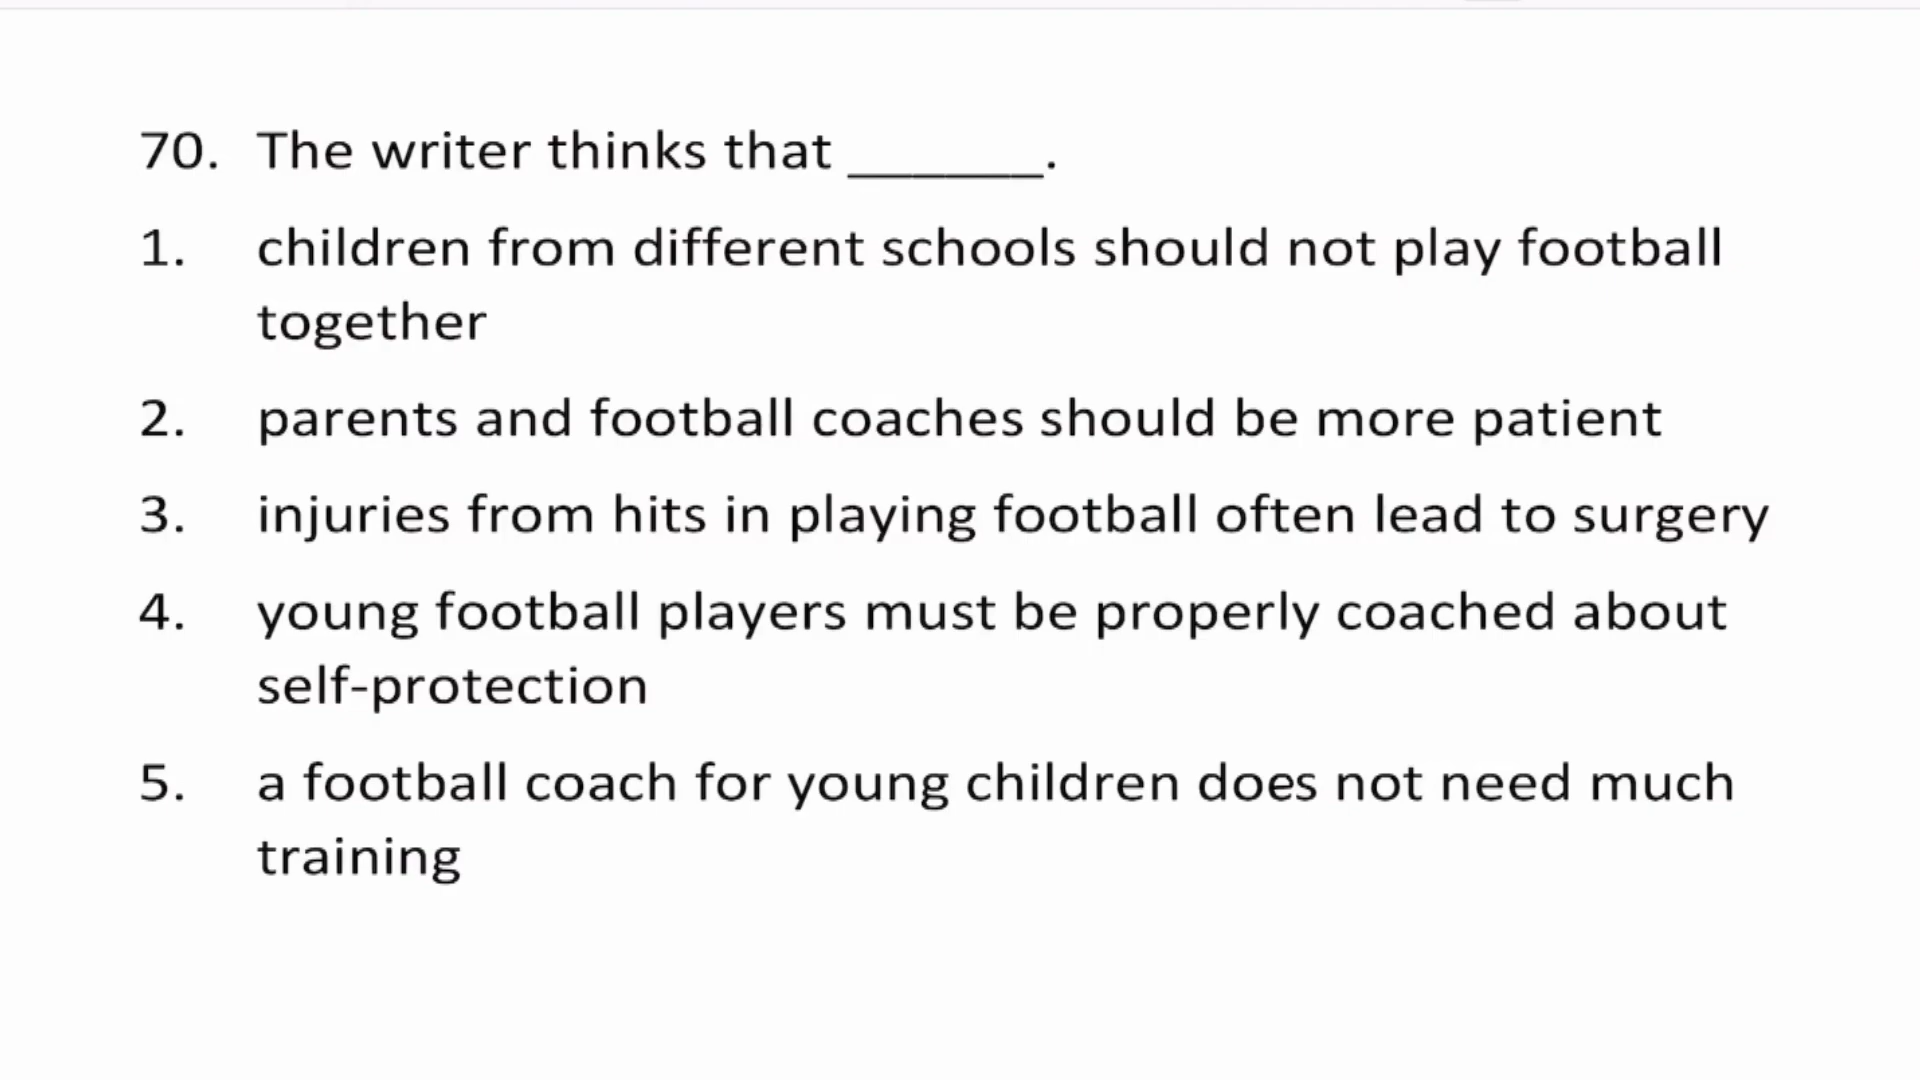 70. The writer thinks that ______.
1. children from different schools should not play football
together
2. parents and football coaches should be more patient
3. injuries from hits in playing football often lead to surgery
4. young football players must be properly coached about
self-protection
5. a football coach for young children does not need much
training